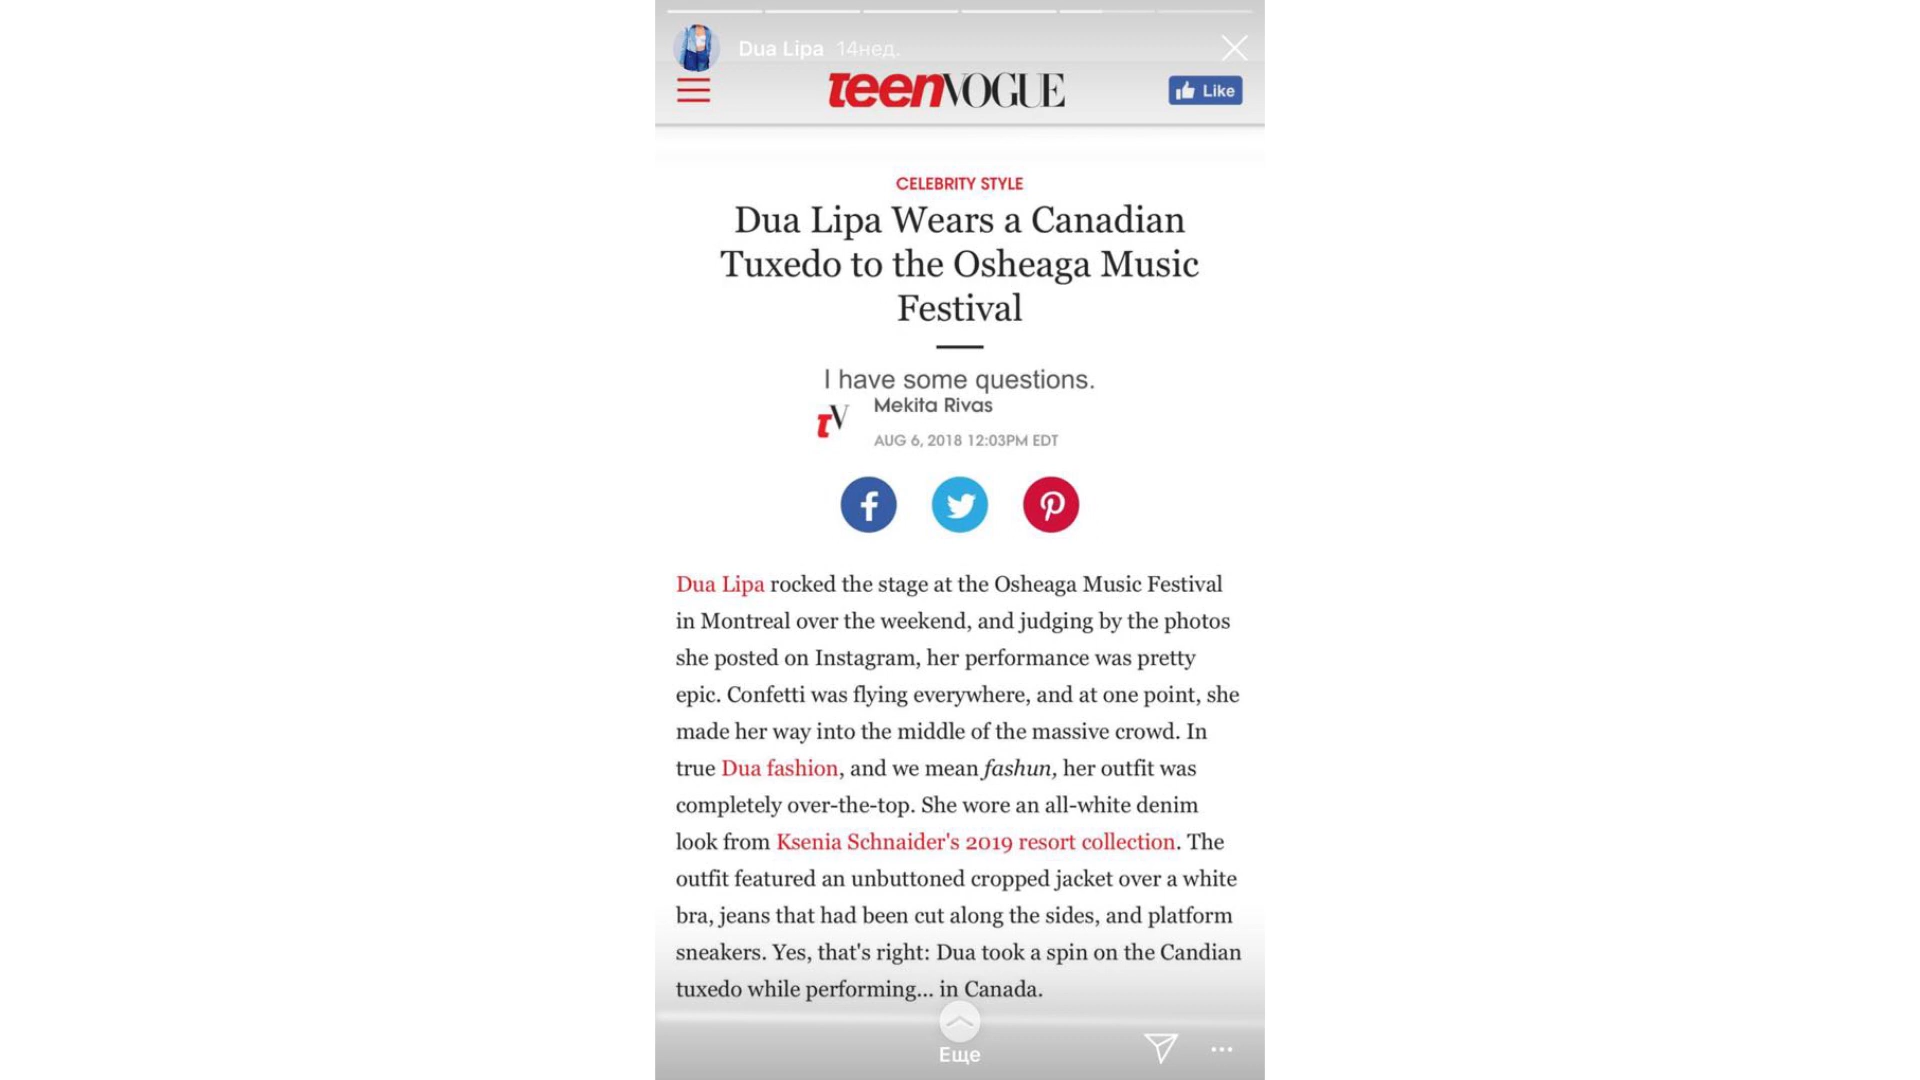 Dua Lipa 14нед.
teenVOGUE
Like
CELEBRITY STYLE
Dua Lipa Wears a Canadian
Tuxedo to the Osheaga Music
Festival
I have some questions.
tV
Mekita Rivas
AUG 6, 2018 12:03PM EDT
Dua Lipa rocked the stage at the Osheaga Music Festival
in Montreal over the weekend, and judging by the photos
she posted on Instagram, her performance was pretty
epic. Confetti was flying everywhere, and at one point, she
made her way into the middle of the massive crowd. In
true Dua fashion, and we mean fashun, her outfit was
completely over-the-top. She wore an all-white denim
look from Ksenia Schnaider's 2019 resort collection. The
outfit featured an unbuttoned cropped jacket over a white
bra, jeans that had been cut along the sides, and platform
sneakers. Yes, that's right: Dua took a spin on the Candian
tuxedo while performing... in Canada.
Еще